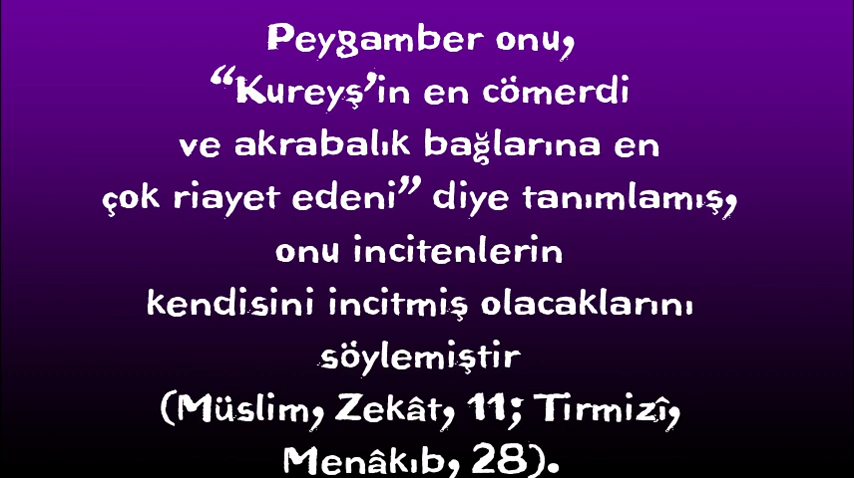 Peygamber onu,
“Kureyş’in en cömerdi
ve akrabalık bağlarına en
çok riayet edeni” diye tanımlamış,
onu incitenlerin
kendisini incitmiş olacaklarını
söylemiştir
(Müslim, Zekât, 11; Tirmizî,
Menâkıb, 28).